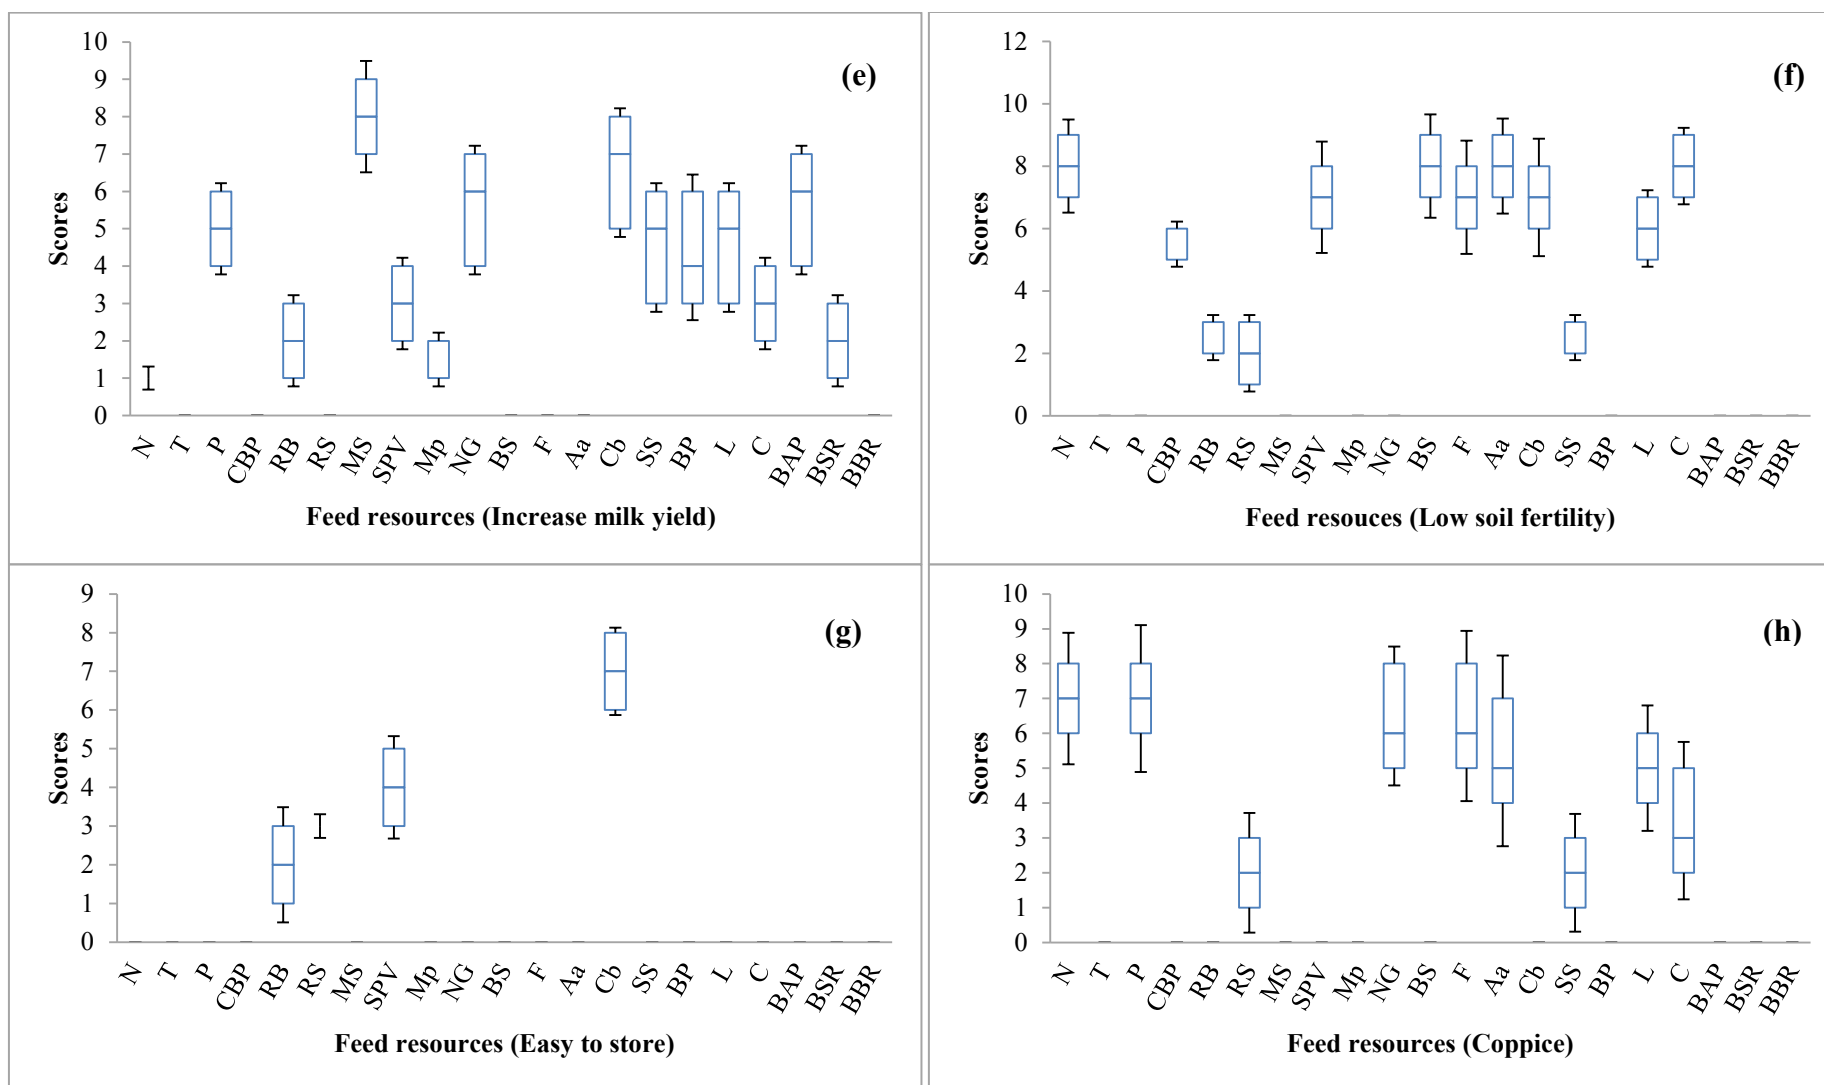 (e)
Scores
10
9
8
7
6
5
4
3
2
1
0
N T P CBP RB RS MS SPV Mp NG BS F Aa Cb SS BP L C BAP BSR BBR
Feed resources (Increase milk yield)
(f)
Scores
12
10
8
6
4
2
0
N T P CBP RB RS MS SPV Mp NG BS F Aa Cb SS BP L C BAP BSR BBR
Feed resouces (Low soil fertility)
(g)
Scores
9
8
7
6
5
4
3
2
1
0
N T P CBP RB RS MS SPV Mp NG BS F Aa Cb SS BP L C BAP BSR BBR
Feed resources (Easy to store)
(h)
Scores
10
9
8
7
6
5
4
3
2
1
0
N T P CBP RB RS MS SPV Mp NG BS F Aa Cb SS BP L C BAP BSR BBR
Feed resources (Coppice)